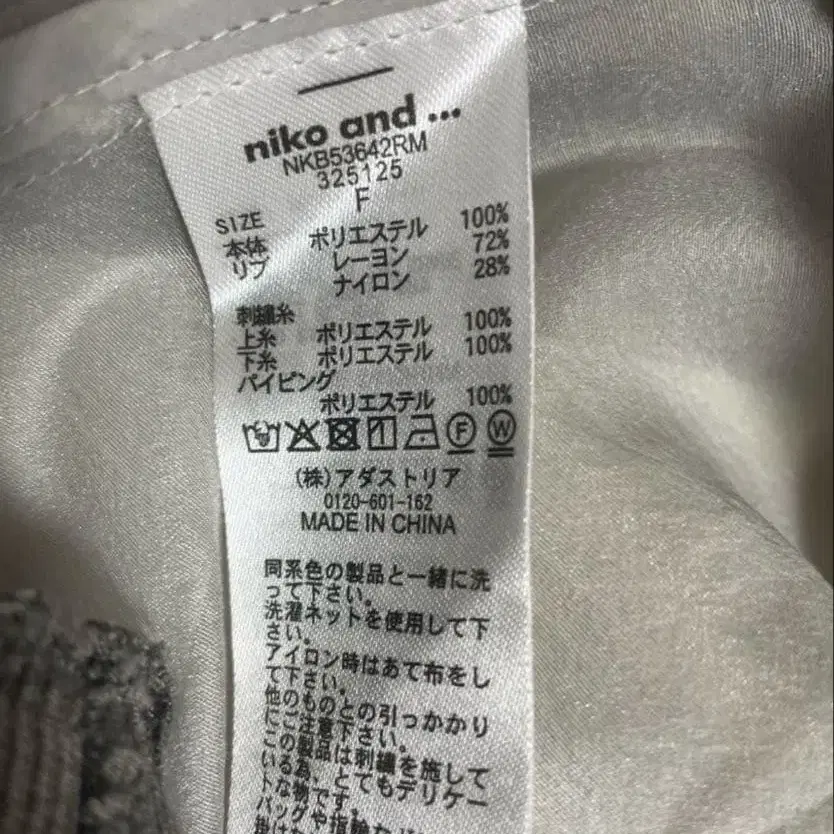 niko and ...
NKB53642RM
325125
F
SIZE
本体 ポリエステル 100%
リブ レーヨン 72%
ナイロン 28%
刺繍糸
上糸 ポリエステル 100%
下糸 ポリエステル 100%
パイピング
ポリエステル 100%
F W
(株)アダストリア
0120-601-162
MADE IN CHINA
同系色の製品と一緒に洗
って下さい。
洗濯ネットを使用して下
さい。
アイロン時はあて布をし
て下さい。
他のものとの引っかかり
にご注意下さい。
この製品は刺繍を施して
いる為、とてもデリケー
トな物です。
バッグや指輪など